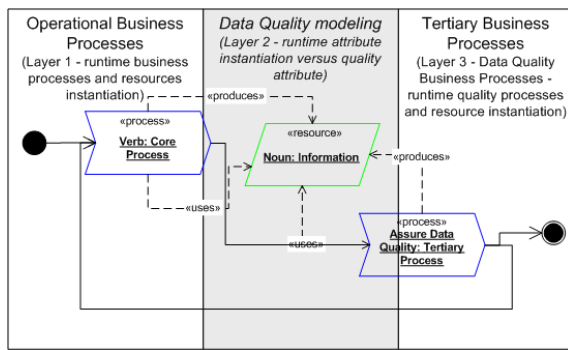 Operational Business
Processes
(Layer 1 - runtime business
processes and resources
instantiation)
Data Quality modeling
(Layer 2 - runtime attribute
instantiation versus quality
attribute)
Tertiary Business
Processes
(Layer 3 - Data Quality
Business Processes -
runtime quality processes
and resource instantiation)
«produces»
«process»
Verb: Core
Process
«resource»
Noun: Information
«produces»
«uses»
«uses»
«process»
Assure Data
Quality: Tertiary
Process